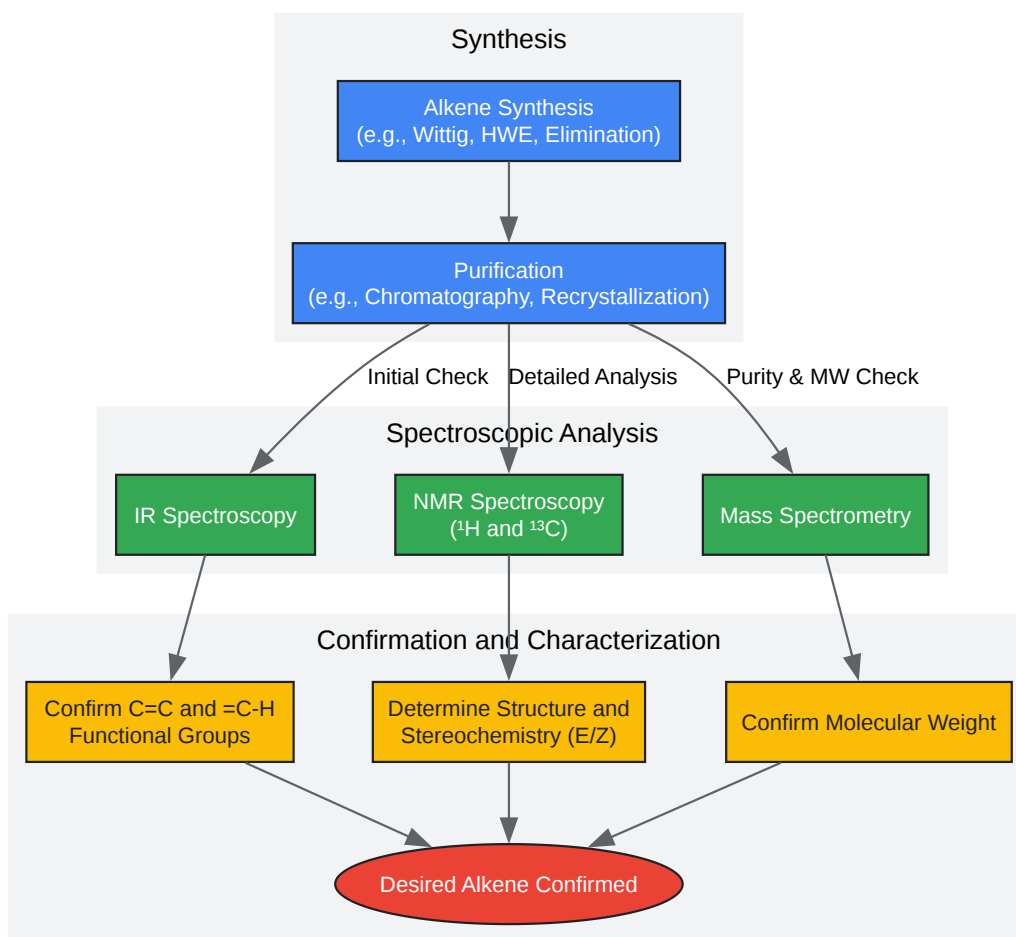 Synthesis
Alkene Synthesis
(e.g., Wittig, HWE, Elimination)
Purification
(e.g., Chromatography, Recrystallization)
Initial Check
Detailed Analysis
Purity & MW Check
Spectroscopic Analysis
IR Spectroscopy
NMR Spectroscopy
(¹H and ¹³C)
Mass Spectrometry
Confirmation and Characterization
Confirm C=C and =C-H
Functional Groups
Determine Structure and
Stereochemistry (E/Z)
Confirm Molecular Weight
Desired Alkene Confirmed